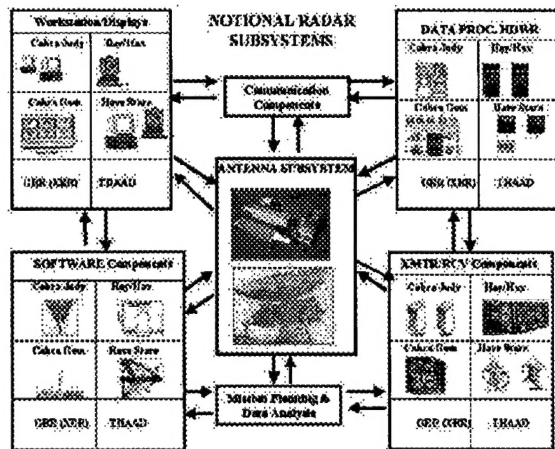 Workstation/Displays
Cobra Judy Hay/Hax
Cobra Gem Have Stare
GBR (XBR) THAAD
NOTIONAL RADAR
SUBSYSTEMS
Communication
Components
DATA PROC. HDWR
Cobra Judy Hay/Hax
Cobra Gem Have Stare
GBR (XBR) THAAD
ANTENNA SUBSYSTEM
SOFTWARE Components
Cobra Judy Hay/Hax
Cobra Gem Have Stare
GBR (XBR) THAAD
Mission Planning &
Data Analysis
XMTR/RCV Components
Cobra Judy Hay/Hax
Cobra Gem Have Stare
GBR (XBR) THAAD